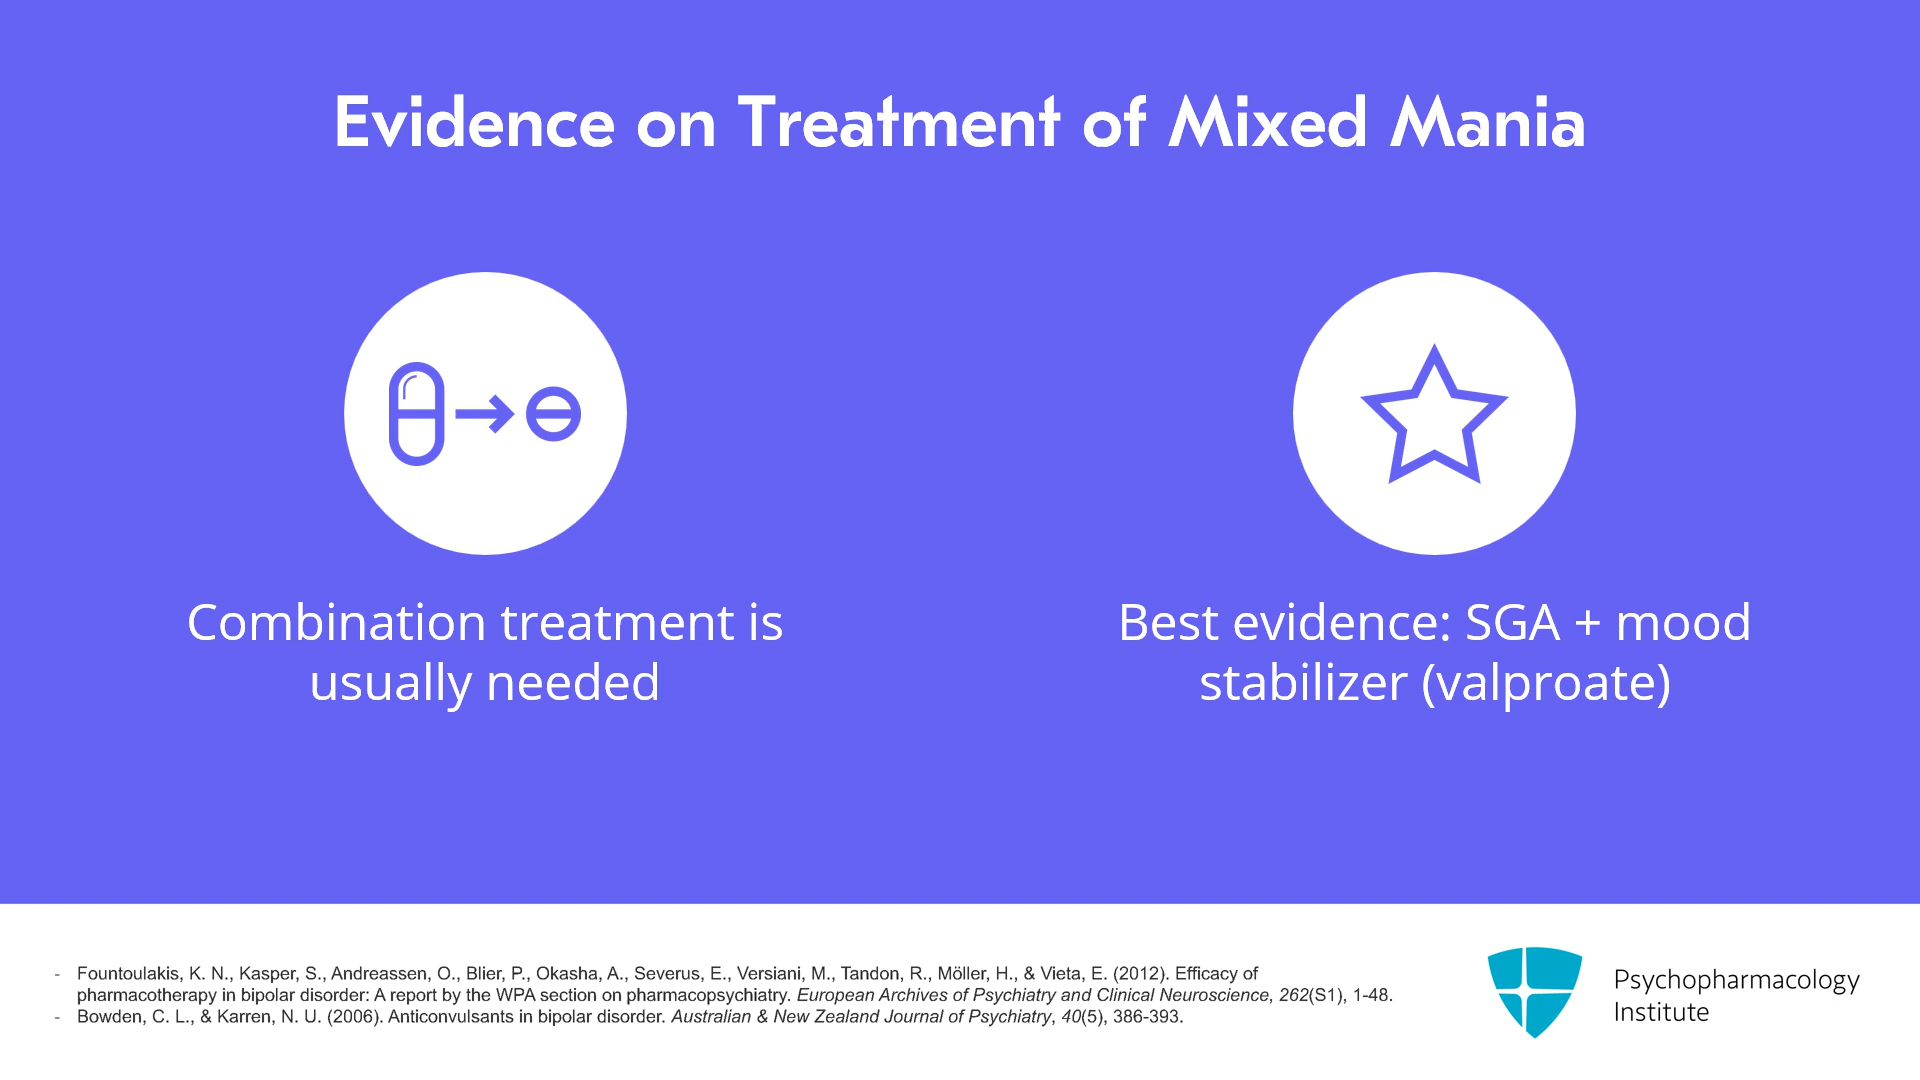 Evidence on Treatment of Mixed Mania
Combination treatment is
usually needed
Best evidence: SGA + mood
stabilizer (valproate)
- Fountoulakis, K. N., Kasper, S., Andreassen, O., Blier, P., Okasha, A., Severus, E., Versiani, M., Tandon, R., Möller, H., & Vieta, E. (2012). Efficacy of
pharmacotherapy in bipolar disorder: A report by the WPA section on pharmacopsychiatry. European Archives of Psychiatry and Clinical Neuroscience, 262(S1), 1-48.
- Bowden, C. L., & Karren, N. U. (2006). Anticonvulsants in bipolar disorder. Australian & New Zealand Journal of Psychiatry, 40(5), 386-393.
Psychopharmacology
Institute